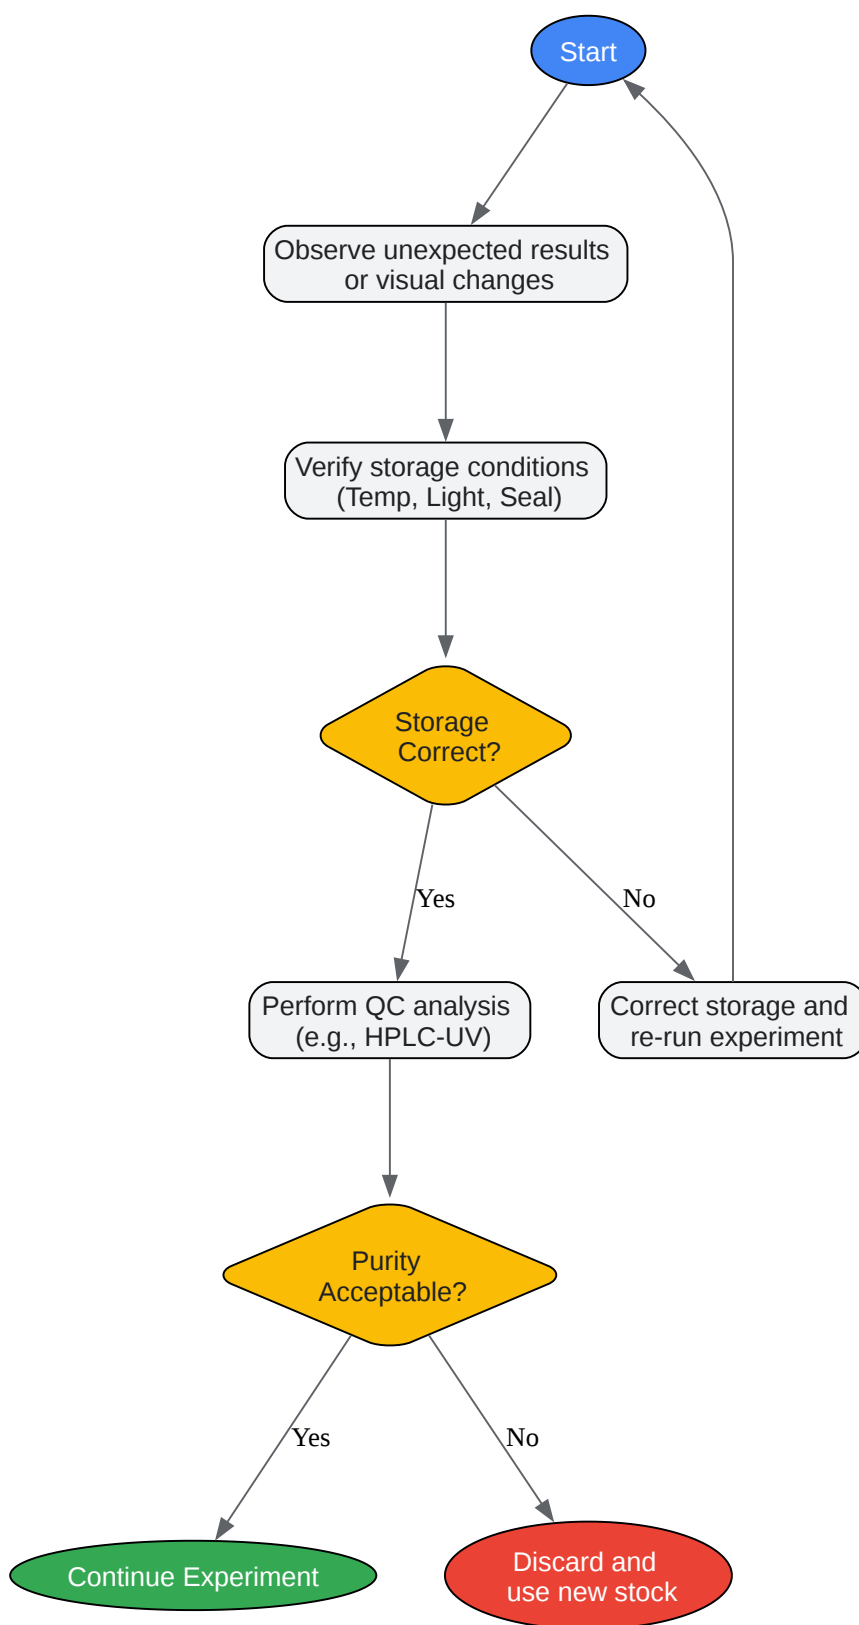 Start
Observe unexpected results
or visual changes
Verify storage conditions
(Temp, Light, Seal)
Storage
Correct?
Yes
No
Perform QC analysis
(e.g., HPLC-UV)
Correct storage and
re-run experiment
Purity
Acceptable?
Yes
No
Continue Experiment
Discard and
use new stock